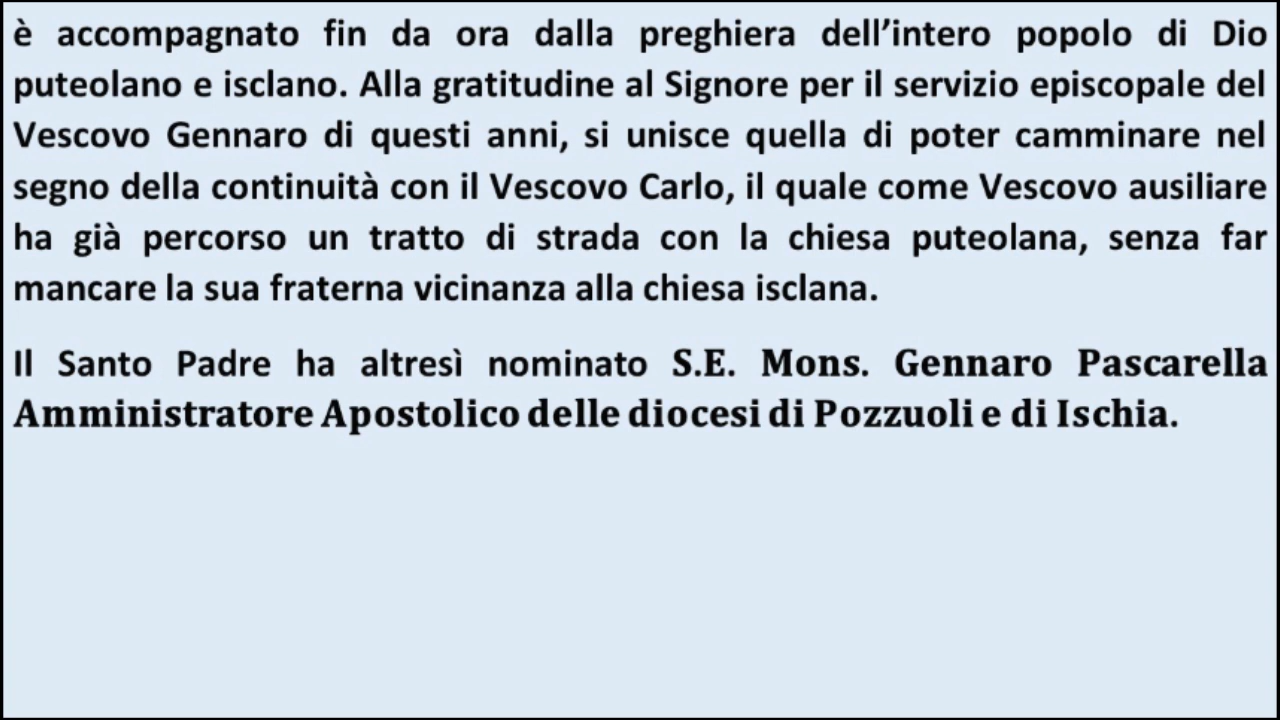 è accompagnato fin da ora dalla preghiera dell’intero popolo di Dio
puteolano e isclano. Alla gratitudine al Signore per il servizio episcopale del
Vescovo Gennaro di questi anni, si unisce quella di poter camminare nel
segno della continuità con il Vescovo Carlo, il quale come Vescovo ausiliare
ha già percorso un tratto di strada con la chiesa puteolana, senza far
mancare la sua fraterna vicinanza alla chiesa isclana.
Il Santo Padre ha altresì nominato S.E. Mons. Gennaro Pascarella
Amministratore Apostolico delle diocesi di Pozzuoli e di Ischia.